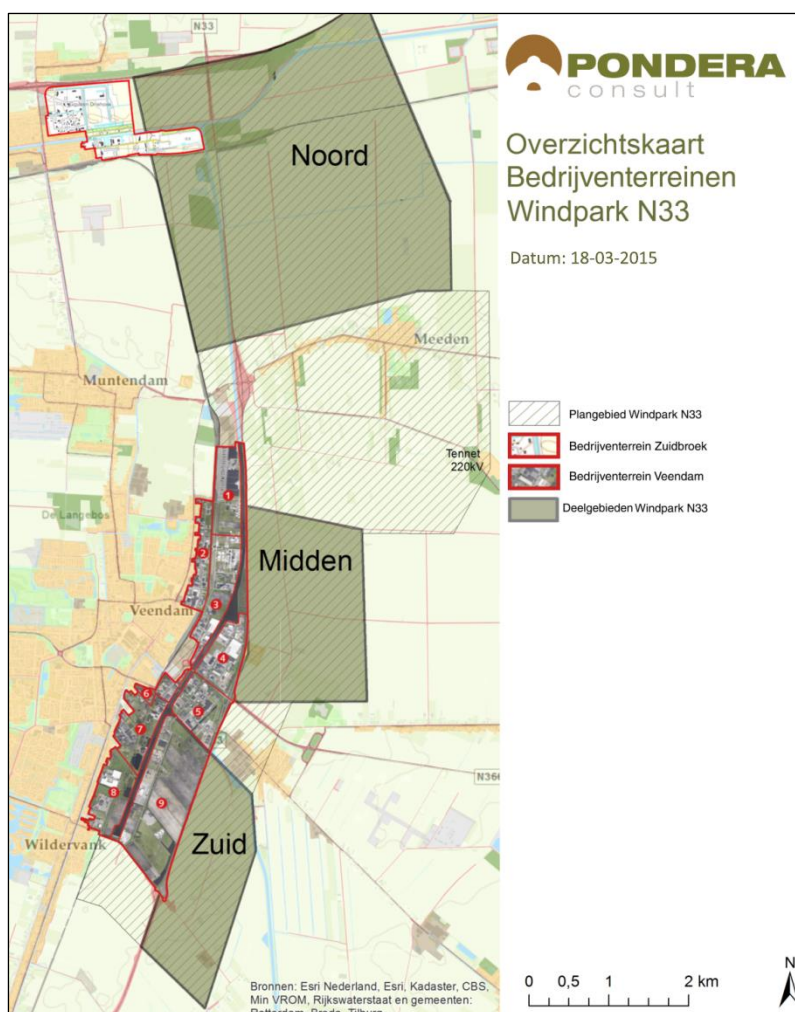 PONDERA
consult
Overzichtskaart
Bedrijventerreinen
Windpark N33
Datum: 18-03-2015
N33
Noord
Meeden
Muntendam
Tennet
220kV
1
De Langebos
2
Midden
Veendam
3
4
6
5
7
N366
8
9
Wildervank
Zuid
Plangebied Windpark N33
Bedrijventerrein Zuidbroek
Bedrijventerrein Veendam
Deelgebieden Windpark N33
Bronnen: Esri Nederland, Esri, Kadaster, CBS,
Min VROM, Rijkswaterstaat en gemeenten:
Rotterdam, Breda, Tilburg
0 0,5 1 2 km
N